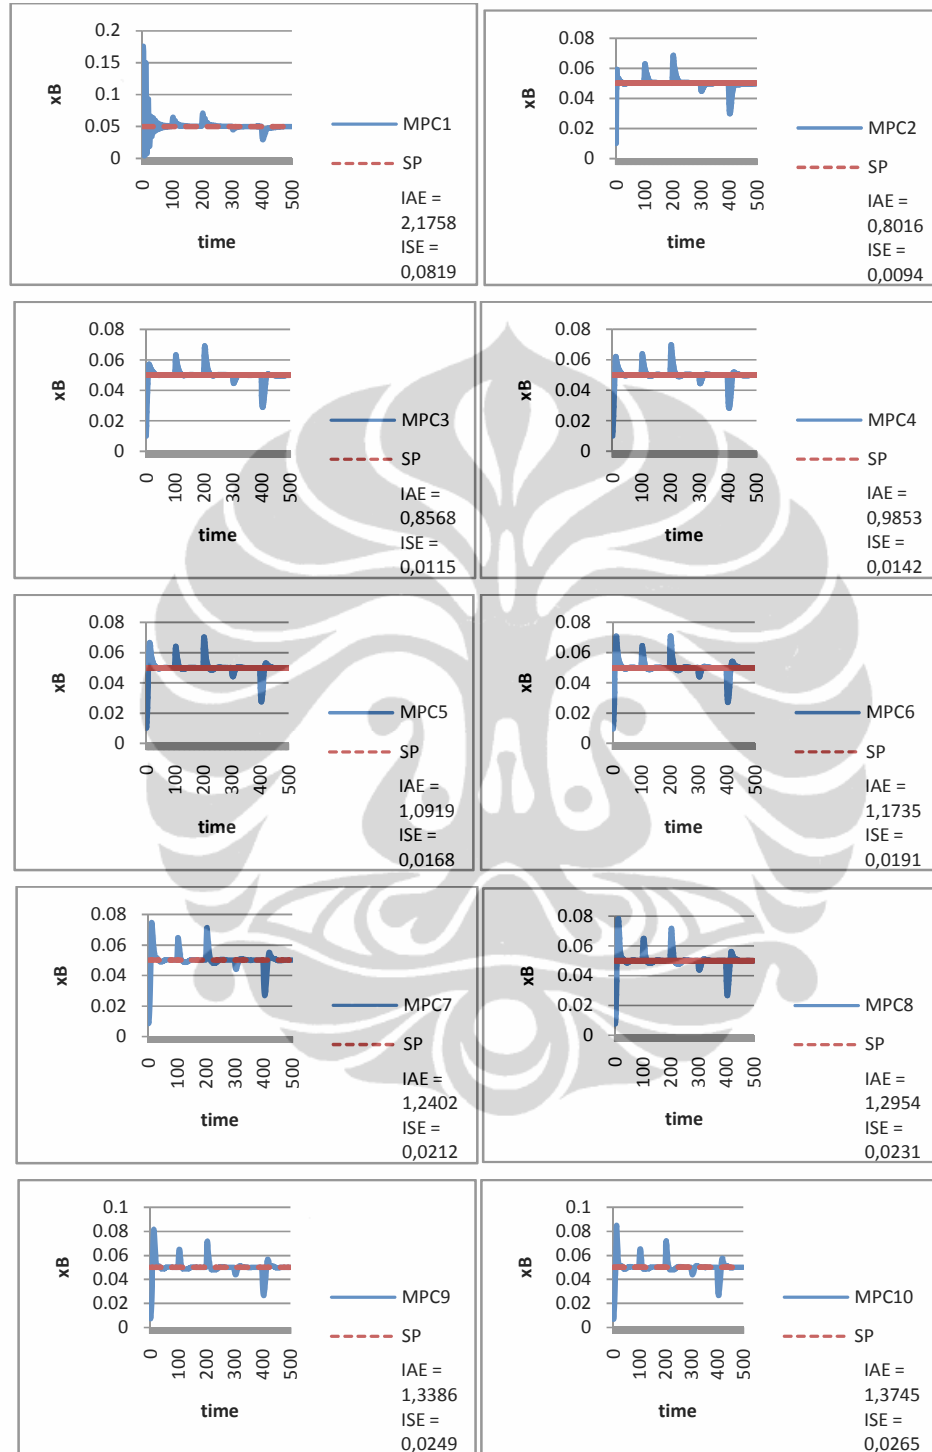 0.2
0.15
0.1
0.05
0
xB
0
100
200
300
400
500
time
MPC1
SP
IAE =
2,1758
ISE =
0,0819
0.08
0.06
0.04
0.02
0
xB
0
100
200
300
400
500
time
MPC2
SP
IAE =
0,8016
ISE =
0,0094
0.08
0.06
0.04
0.02
0
xB
0
100
200
300
400
500
time
MPC3
SP
IAE =
0,8568
ISE =
0,0115
0.08
0.06
0.04
0.02
0
xB
0
100
200
300
400
500
time
MPC4
SP
IAE =
0,9853
ISE =
0,0142
0.08
0.06
0.04
0.02
0
xB
0
100
200
300
400
500
time
MPC5
SP
IAE =
1,0919
ISE =
0,0168
0.08
0.06
0.04
0.02
0
xB
0
100
200
300
400
500
time
MPC6
SP
IAE =
1,1735
ISE =
0,0191
0.08
0.06
0.04
0.02
0
xB
0
100
200
300
400
500
time
MPC7
SP
IAE =
1,2402
ISE =
0,0212
0.08
0.06
0.04
0.02
0
xB
0
100
200
300
400
500
time
MPC8
SP
IAE =
1,2954
ISE =
0,0231
0.1
0.08
0.06
0.04
0.02
0
xB
0
100
200
300
400
500
time
MPC9
SP
IAE =
1,3386
ISE =
0,0249
0.1
0.08
0.06
0.04
0.02
0
xB
0
100
200
300
400
500
time
MPC10
SP
IAE =
1,3745
ISE =
0,0265